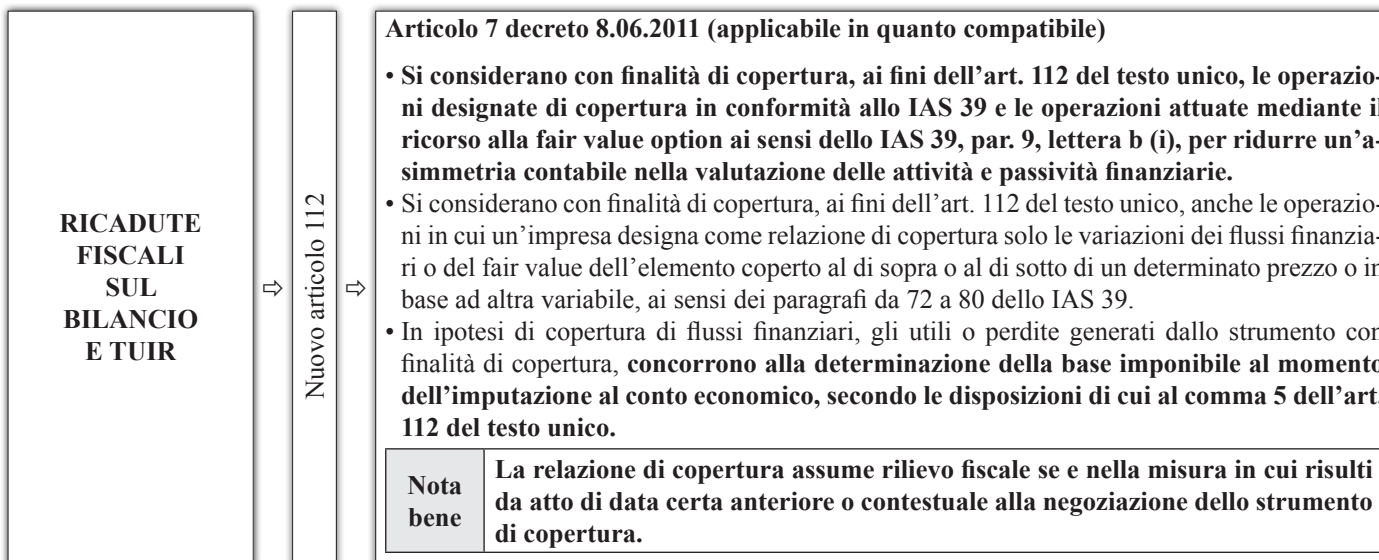 RICADUTE
FISCALI
SUL
BILANCIO
E TUIR
⇨
Nuovo articolo 112
⇨
Articolo 7 decreto 8.06.2011 (applicabile in quanto compatibile)
• Si considerano con finalità di copertura, ai fini dell'art. 112 del testo unico, le operazio-
ni designate di copertura in conformità allo IAS 39 e le operazioni attuate mediante il
ricorso alla fair value option ai sensi dello IAS 39, par. 9, lettera b (i), per ridurre un'a-
simmetria contabile nella valutazione delle attività e passività finanziarie.
• Si considerano con finalità di copertura, ai fini dell'art. 112 del testo unico, anche le operazio-
ni in cui un'impresa designa come relazione di copertura solo le variazioni dei flussi finanzia-
ri o del fair value dell'elemento coperto al di sopra o al di sotto di un determinato prezzo o in
base ad altra variabile, ai sensi dei paragrafi da 72 a 80 dello IAS 39.
• In ipotesi di copertura di flussi finanziari, gli utili o perdite generati dallo strumento con
finalità di copertura, concorrono alla determinazione della base imponibile al momento
dell'imputazione al conto economico, secondo le disposizioni di cui al comma 5 dell'art.
112 del testo unico.
Nota
bene
La relazione di copertura assume rilievo fiscale se e nella misura in cui risulti
da atto di data certa anteriore o contestuale alla negoziazione dello strumento
di copertura.